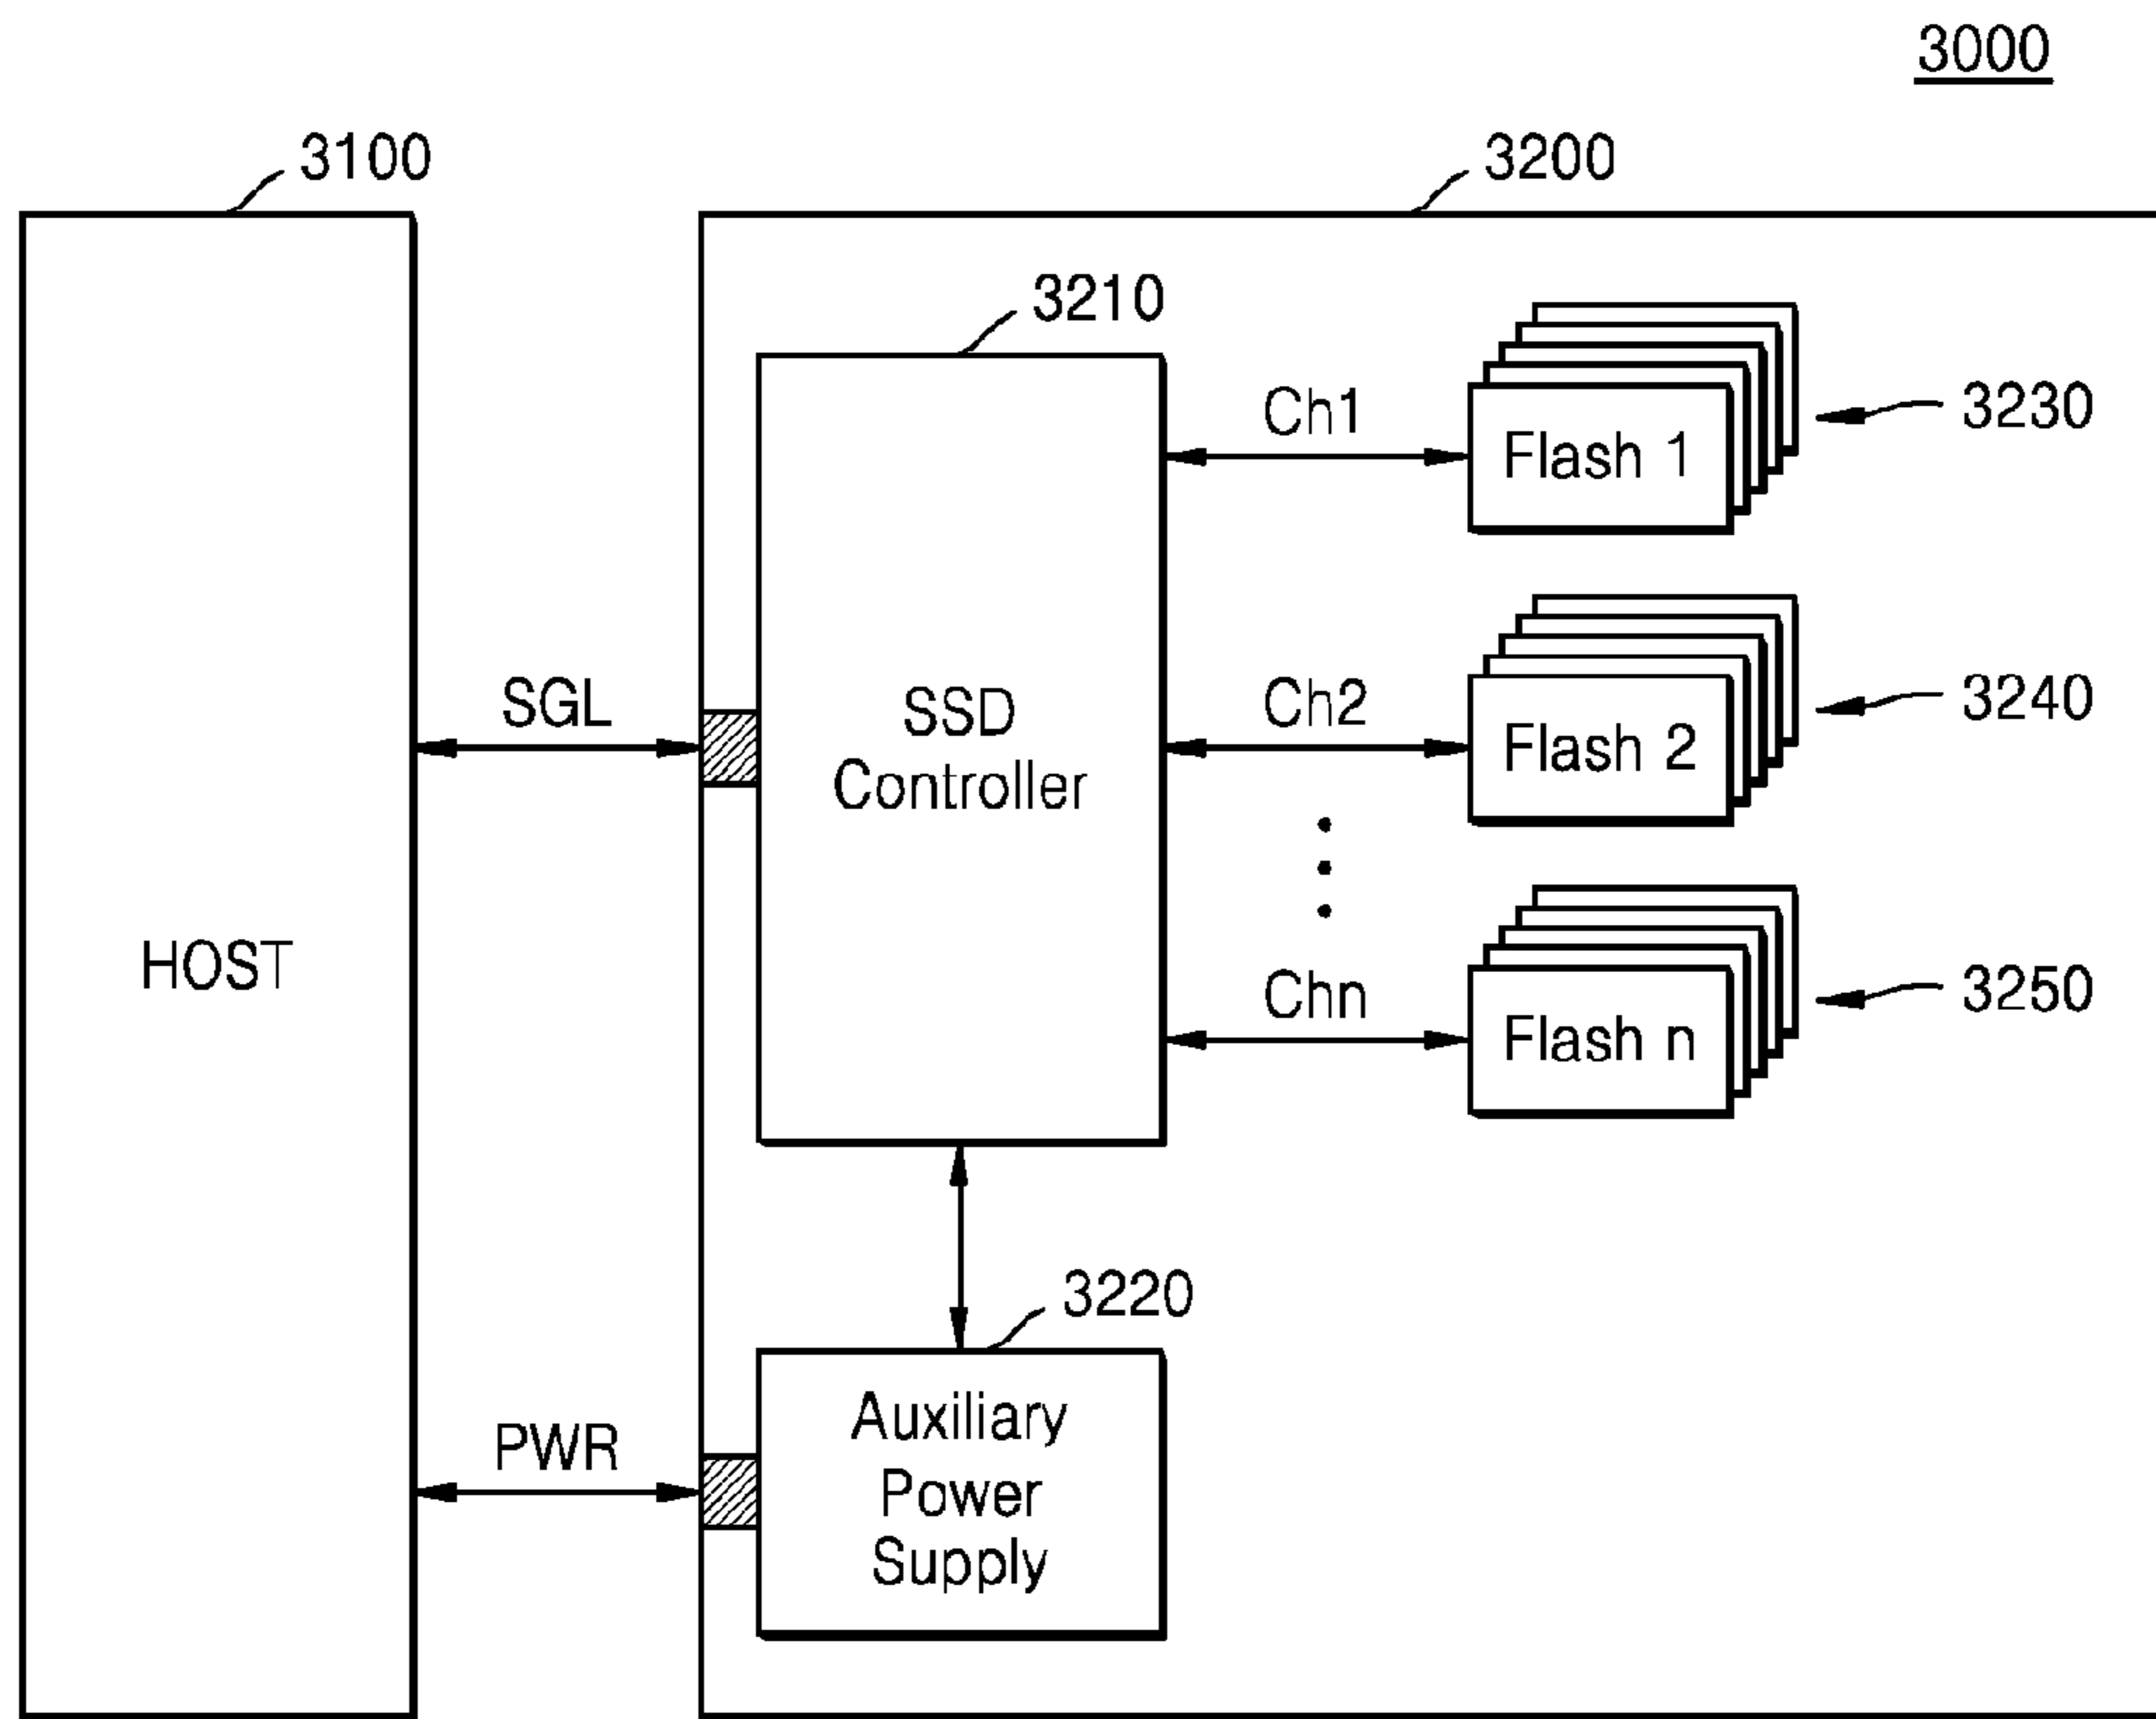 3000
3100
3200
3210
Ch1
Flash 1
3230
SGL
SSD
Controller
Ch2
Flash 2
3240
HOST
Chn
Flash n
3250
3220
PWR
Auxiliary
Power
Supply